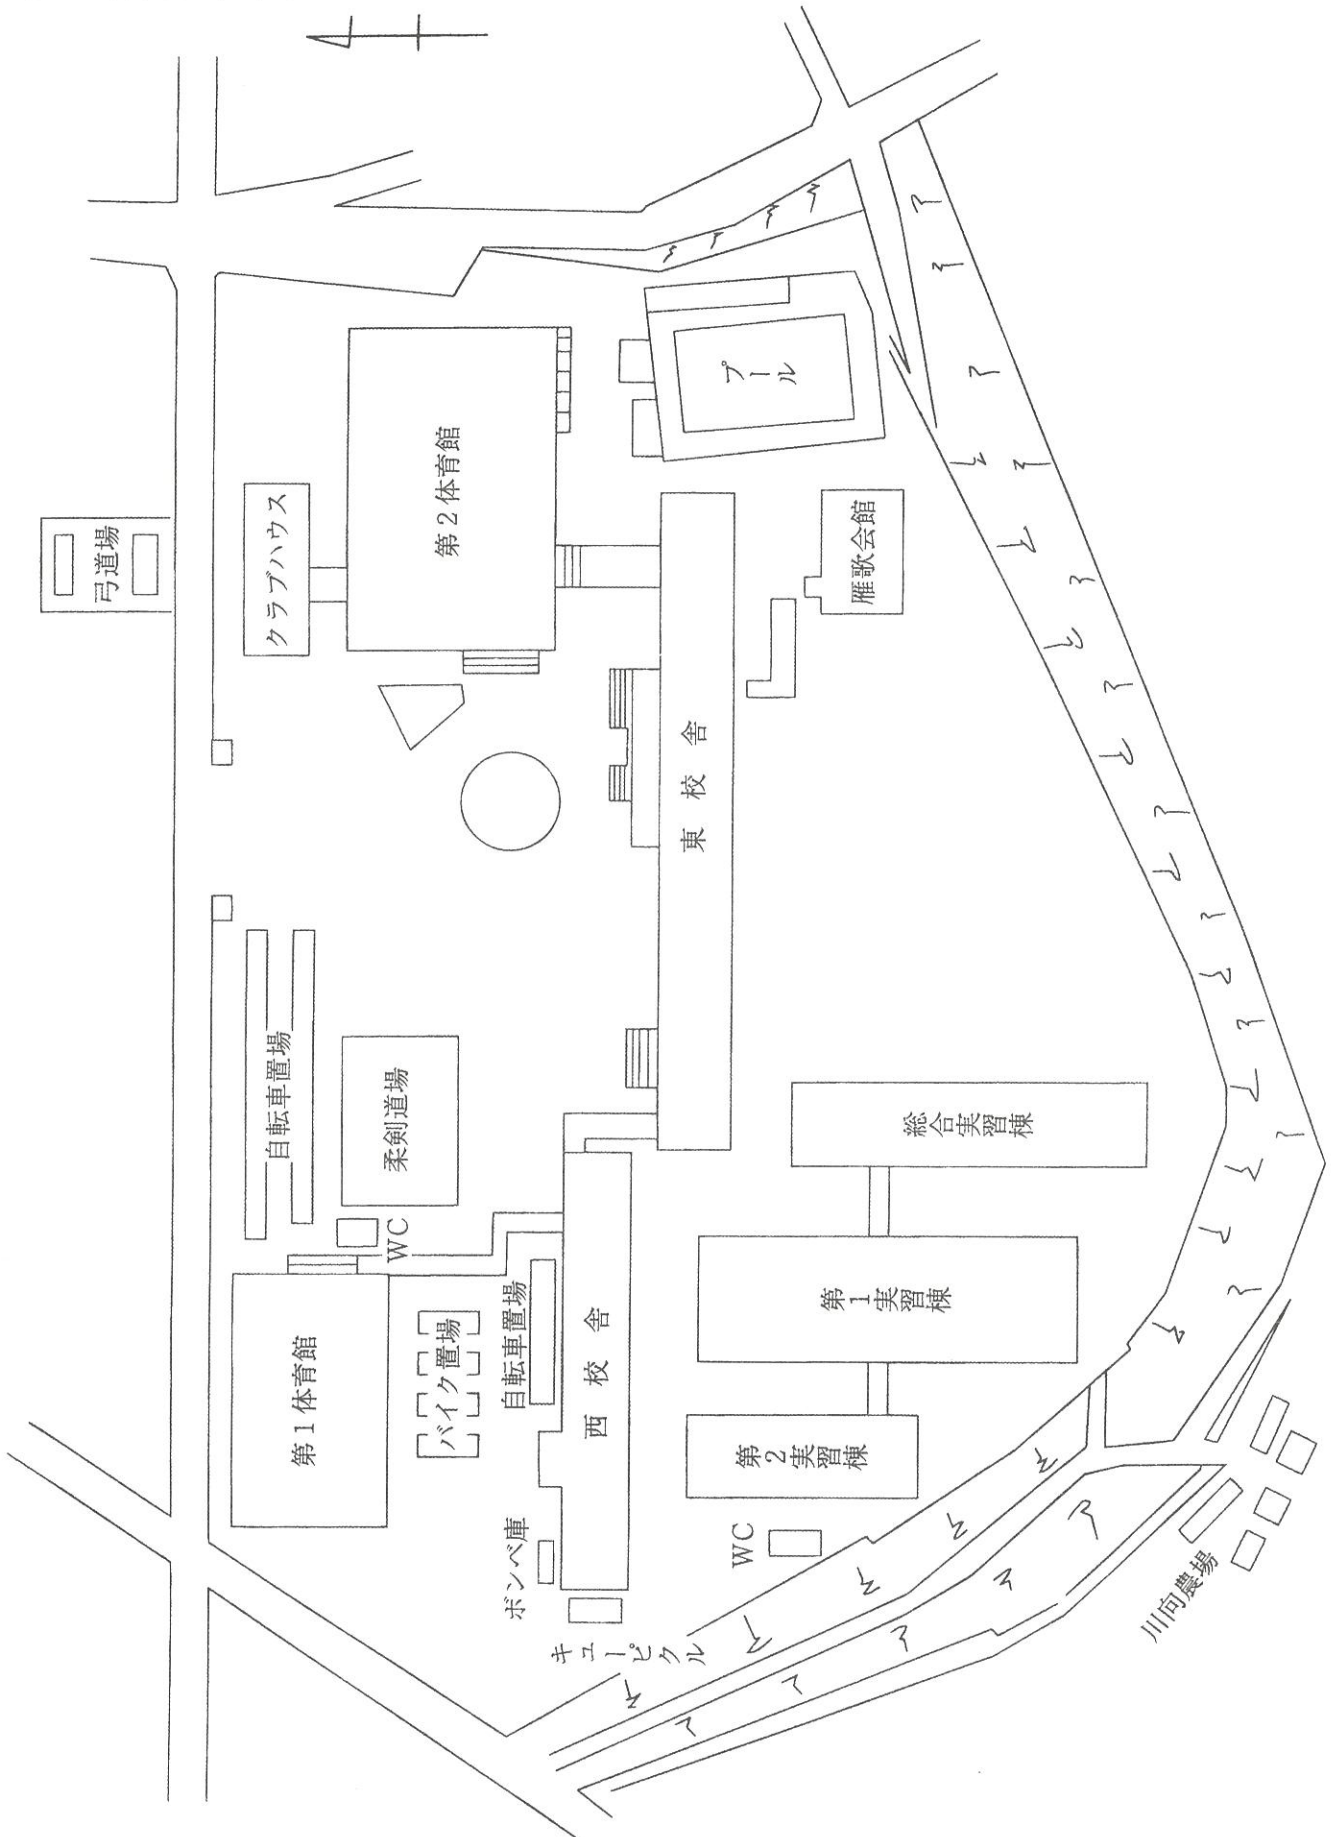 弓道場
クラブハウス
第2体育館
プール
自転車置場
柔剣道場
WC
第1体育館
バイク置場
自転車置場
東校舎
雁歌会館
西校舎
ボンベ庫
キュービクル
総合実習棟
第1実習棟
第2実習棟
WC
川向農場